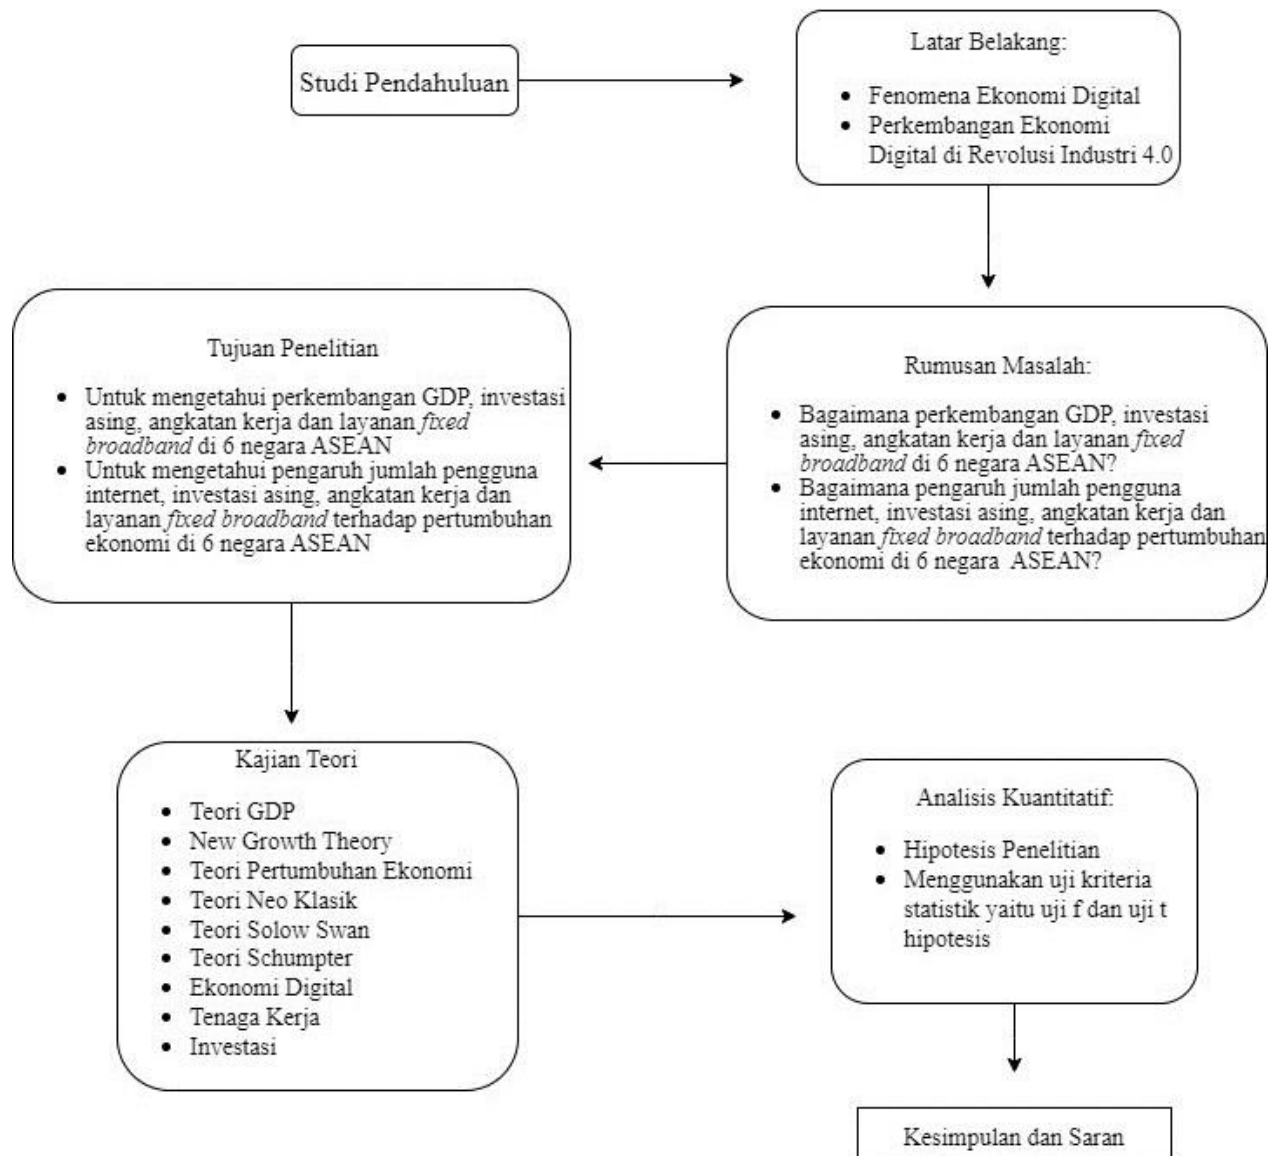 Studi Pendahuluan
Latar Belakang:
• Fenomena Ekonomi Digital
• Perkembangan Ekonomi
Digital di Revolusi Industri 4.0
Rumusan Masalah:
• Bagaimana perkembangan GDP, investasi
asing, angkatan kerja dan layanan fixed
broadband di 6 negara ASEAN?
• Bagaimana pengaruh jumlah pengguna
internet, investasi asing, angkatan kerja dan
layanan fixed broadband terhadap pertumbuhan
ekonomi di 6 negara ASEAN?
Tujuan Penelitian
• Untuk mengetahui perkembangan GDP, investasi
asing, angkatan kerja dan layanan fixed
broadband di 6 negara ASEAN
• Untuk mengetahui pengaruh jumlah pengguna
internet, investasi asing, angkatan kerja dan
layanan fixed broadband terhadap pertumbuhan
ekonomi di 6 negara ASEAN
Kajian Teori
• Teori GDP
• New Growth Theory
• Teori Pertumbuhan Ekonomi
• Teori Neo Klasik
• Teori Solow Swan
• Teori Schumpter
• Ekonomi Digital
• Tenaga Kerja
• Investasi
Analisis Kuantitatif:
• Hipotesis Penelitian
• Menggunakan uji kriteria
statistik yaitu uji f dan uji t
hipotesis
Kesimpulan dan Saran